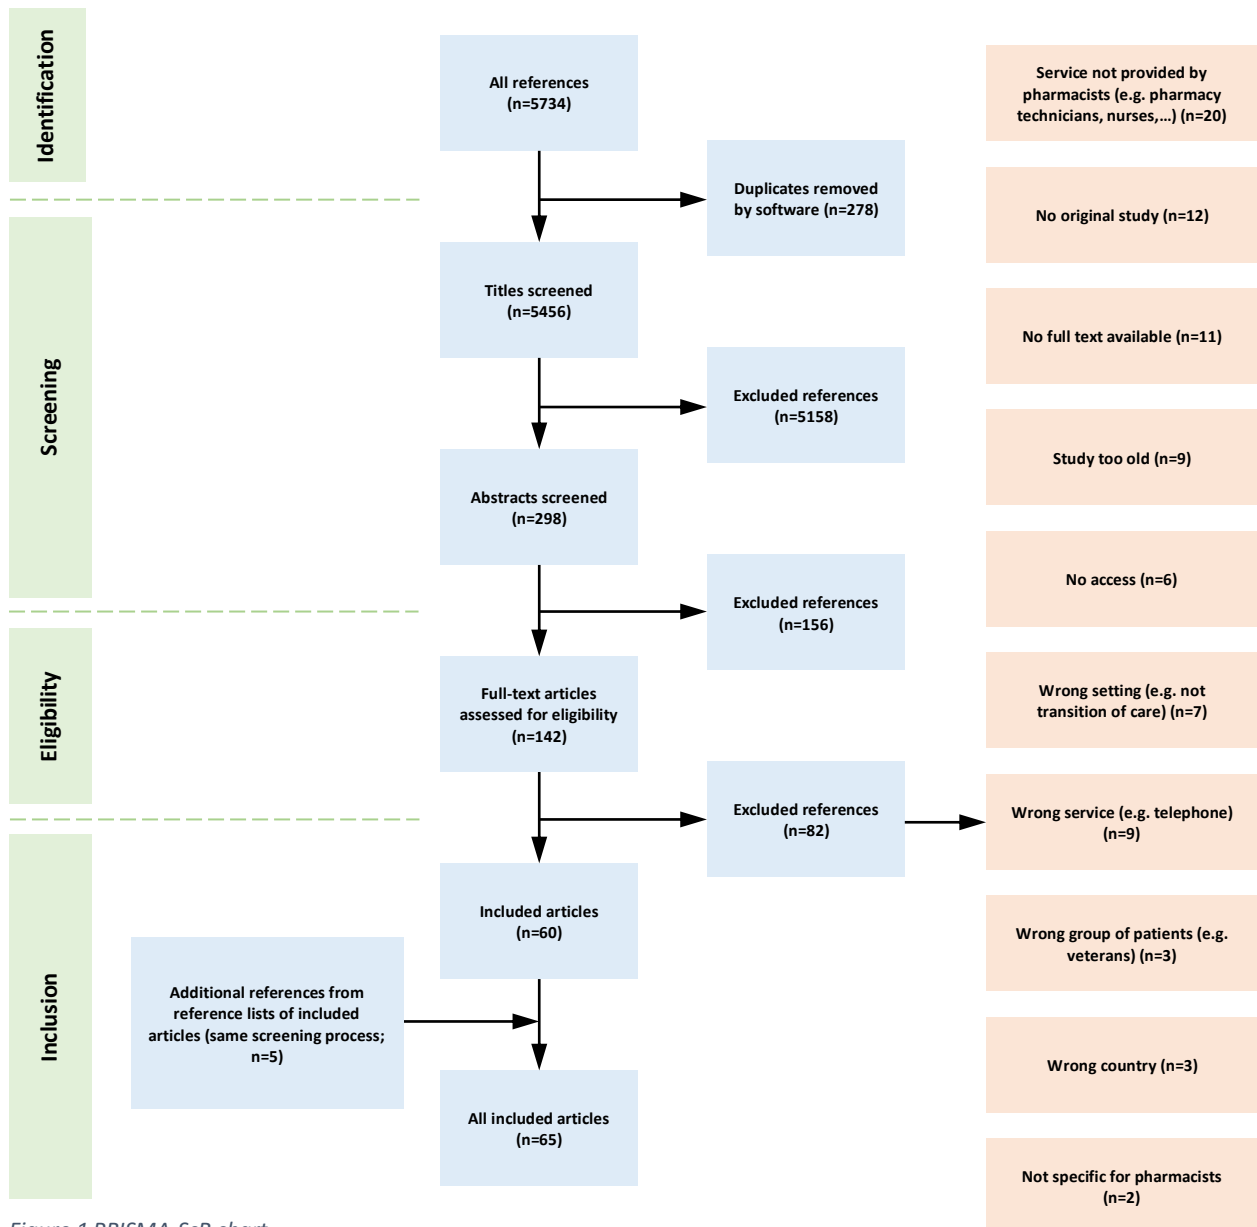 Identification
All references
(n=5734)
Duplicates removed
by software (n=278)
Screening
Titles screened
(n=5456)
Excluded references
(n=5158)
Abstracts screened
(n=298)
Excluded references
(n=156)
Eligibility
Full-text articles
assessed for eligibility
(n=142)
Excluded references
(n=82)
Inclusion
Included articles
(n=60)
Additional references from
reference lists of included
articles (same screening process;
n=5)
All included articles
(n=65)
Service not provided by
pharmacists (e.g. pharmacy
technicians, nurses,...) (n=20)
No original study (n=12)
No full text available (n=11)
Study too old (n=9)
No access (n=6)
Wrong setting (e.g. not
transition of care) (n=7)
Wrong service (e.g. telephone)
(n=9)
Wrong group of patients (e.g.
veterans) (n=3)
Wrong country (n=3)
Not specific for pharmacists
(n=2)
Figure 1 PRISMA-ScR chart